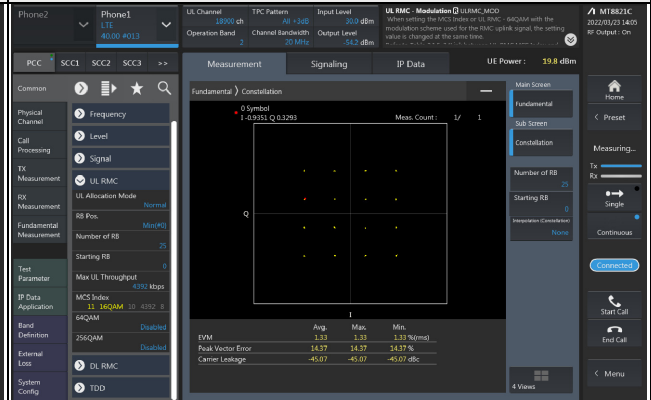 Phone2
Phone1
LTE
40.00 #013
UL Channel
18900 ch
TPC Pattern
All +3dB
Input Level
30.0 dBm
Operation Band
2
Channel Bandwidth
20 MHz
Output Level
-54.2 dBm
UL RMC - Modulation UL:RMC_MOD
When setting the MCS Index or UL RMC - 64QAM with the
modulation scheme used for the RMC uplink signal, the setting
value is changed at the same time.
MT8821C
2022/03/23 14:05
RF Output : On
PCC
SCC1
SCC2
SCC3
>>
Measurement
Signaling
IP Data
UE Power : 19.8 dBm
Common
Physical
Channel
Call
Processing
TX
Measurement
RX
Measurement
Fundamental
Measurement
Test
Parameter
IP Data
Application
Band
Definition
External
Loss
System
Config
Frequency
Level
Signal
UL RMC
UL Allocation Mode
Normal
RB Pos.
Min(#0)
Number of RB
25
Starting RB
0
Max UL Throughput
4392 kbps
MCS Index
11 16QAM 10 4392 8
64QAM
Disabled
256QAM
Disabled
DL RMC
TDD
Fundamental 〉 Constellation
0 Symbol
I -0.9351 Q 0.3293
Meas. Count : 1/ 1
Q
I
Avg. Max. Min.
EVM 1.33 1.33 1.33 %(rms)
Peak Vector Error 14.37 14.37 14.37 %
Carrier Leakage -45.07 -45.07 -45.07 dBc
Main Screen
Fundamental
Sub Screen
Constellation
Number of RB
25
Starting RB
0
Interpolation (Constellation)
None
4 Views
Home
< Preset
Measuring...
Tx
Rx
Single
Continuous
Connected
Start Call
End Call
< Menu